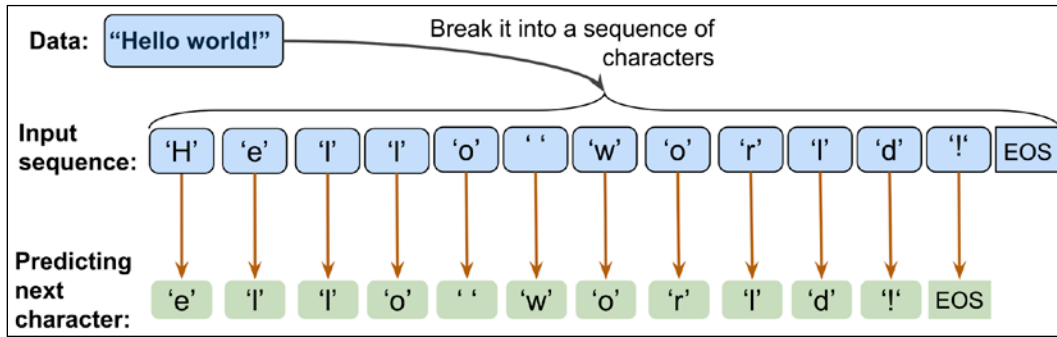 Data: “Hello world!” Break it into a sequence of
characters
Input
sequence: ‘H’ ‘e’ ‘l’ ‘l’ ‘o’ ‘ ’ ‘w’ ‘o’ ‘r’ ‘l’ ‘d’ ‘!’ EOS
Predicting
next
character: ‘e’ ‘l’ ‘l’ ‘o’ ‘ ‘ ‘w’ ‘o’ ‘r’ ‘l’ ‘d’ ‘!‘ EOS